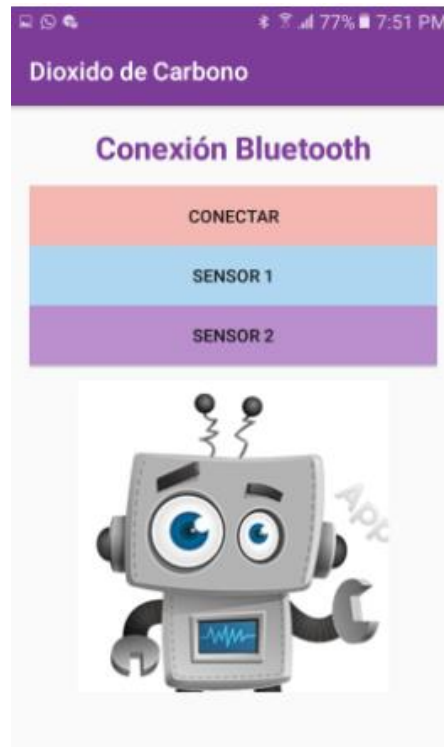 77% 7:51 PM
Dioxido de Carbono
Conexión Bluetooth
CONECTAR
SENSOR 1
SENSOR 2
App